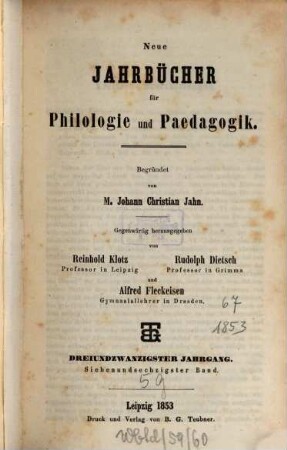 Neue
JAHRBÜCHER
für
Philologie und Paedagogik.
Begründet
von
M. Johann Christian Jahn.
Gegenwärtig herausgegeben
von
Reinhold Klotz Rudolph Dietsch
Professor in Leipzig Professor in Grimma
und
Alfred Fleckeisen
Gymnasiallehrer in Dresden.
67
1853
DREIUNDZWANZIGSTER JAHRGANG.
Siebenundsechzigster Band.
59
Leipzig 1853
Druck und Verlag von B. G. Teubner.
59/60